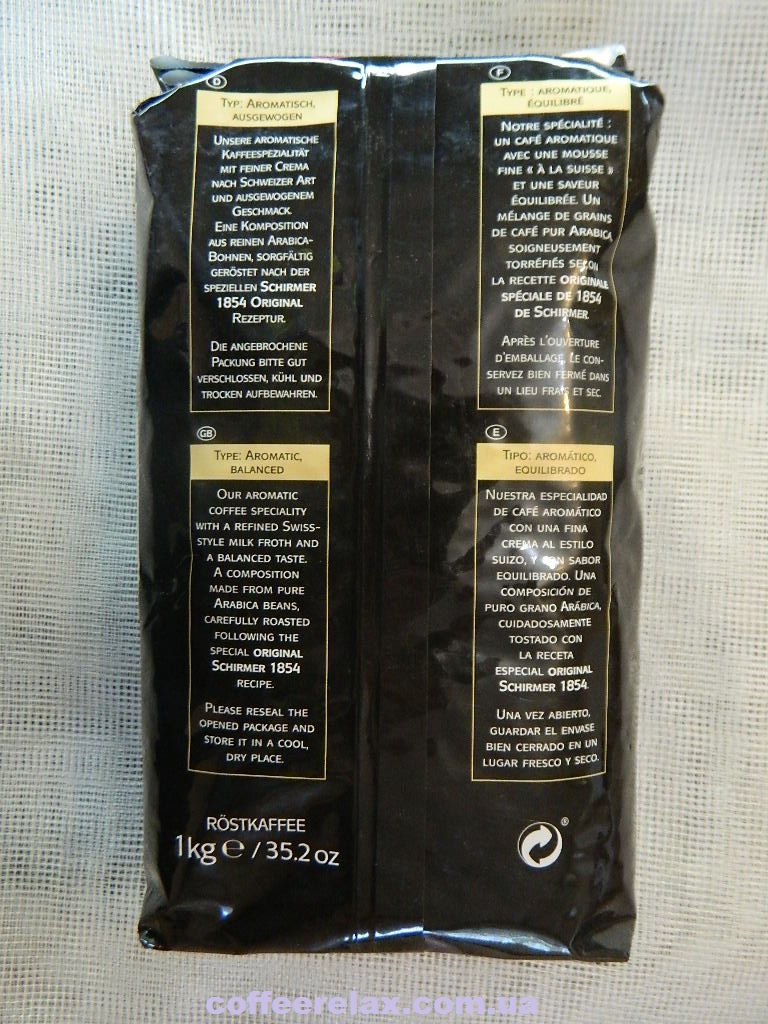 D
Typ: Aromatisch,
ausgewogen
Unsere aromatische
Kaffeespezialität
mit feiner Crema
nach Schweizer Art
und ausgewogenem
Geschmack.
Eine Komposition
aus reinen Arabica-
Bohnen, sorgfältig
geröstet nach der
speziellen Schirmer
1854 Original
Rezeptur.
Die angebrochene
Packung bitte gut
verschlossen, kühl und
trocken aufbewahren.
F
Type : aromatique,
équilibré
Notre spécialité :
un café aromatique
avec une mousse
fine « à la suisse »
et une saveur
équilibrée. Un
mélange de grains
de café pur Arabica,
soigneusement
torréfiés selon
la recette originale
spéciale de 1854
de Schirmer.
Après l'ouverture
d'emballage, le con-
servez bien fermé dans
un lieu frais et sec.
GB
Type: Aromatic,
balanced
Our aromatic
coffee speciality
with a refined Swiss-
style milk froth and
a balanced taste.
A composition
made from pure
Arabica beans,
carefully roasted
following the
special original
Schirmer 1854
recipe.
Please reseal the
opened package and
store it in a cool,
dry place.
E
Tipo: aromático,
equilibrado
Nuestra especialidad
de café aromático
con una fina
crema al estilo
suizo, y con sabor
equilibrado. Una
composición de
puro grano Arábica,
cuidadosamente
tostado con
la receta
especial original
Schirmer 1854.
Una vez abierto,
guardar el envase
bien cerrado en un
lugar fresco y seco.
RÖSTKAFFEE
1kg ℮ / 35.2 oz
®
coffeerelax.com.ua